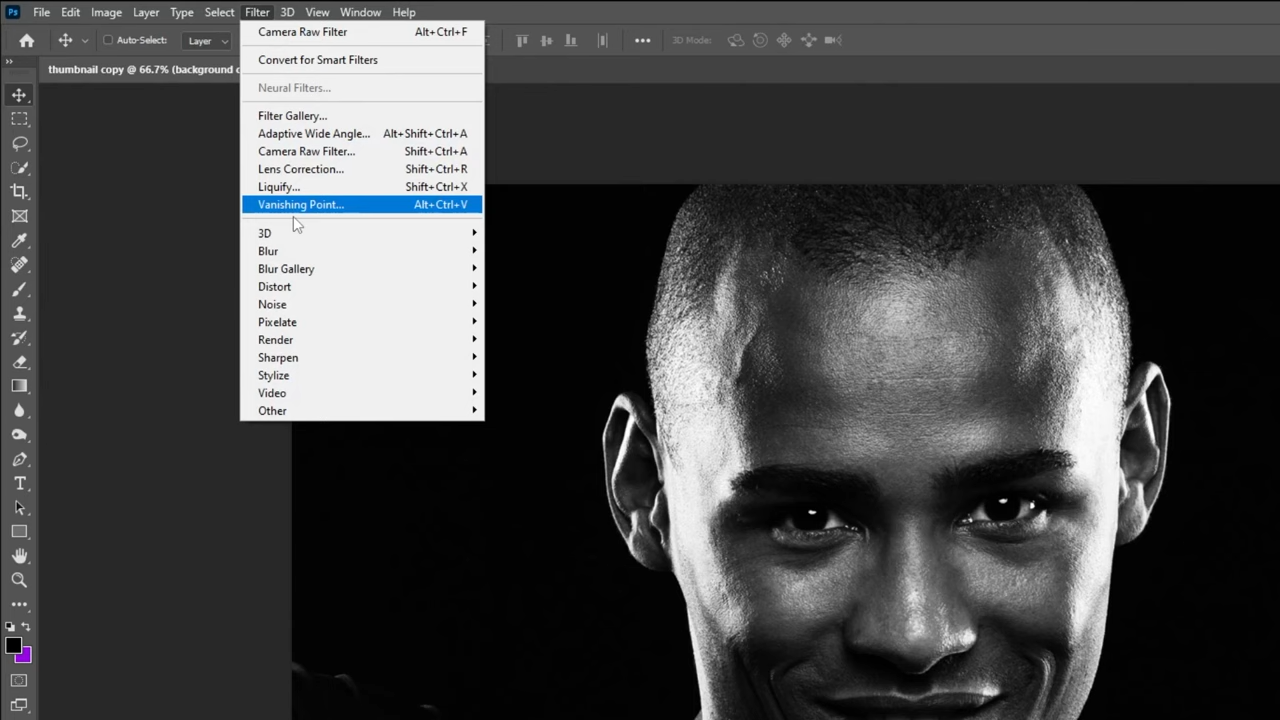 Ps File Edit Image Layer Type Select Filter 3D View Window Help
Auto-Select: Layer 3D Mode:
thumbnail copy @ 66.7% (background c
Camera Raw Filter Alt+Ctrl+F
Convert for Smart Filters
Neural Filters...
Filter Gallery...
Adaptive Wide Angle... Alt+Shift+Ctrl+A
Camera Raw Filter... Shift+Ctrl+A
Lens Correction... Shift+Ctrl+R
Liquify... Shift+Ctrl+X
Vanishing Point... Alt+Ctrl+V
3D
Blur
Blur Gallery
Distort
Noise
Pixelate
Render
Sharpen
Stylize
Video
Other